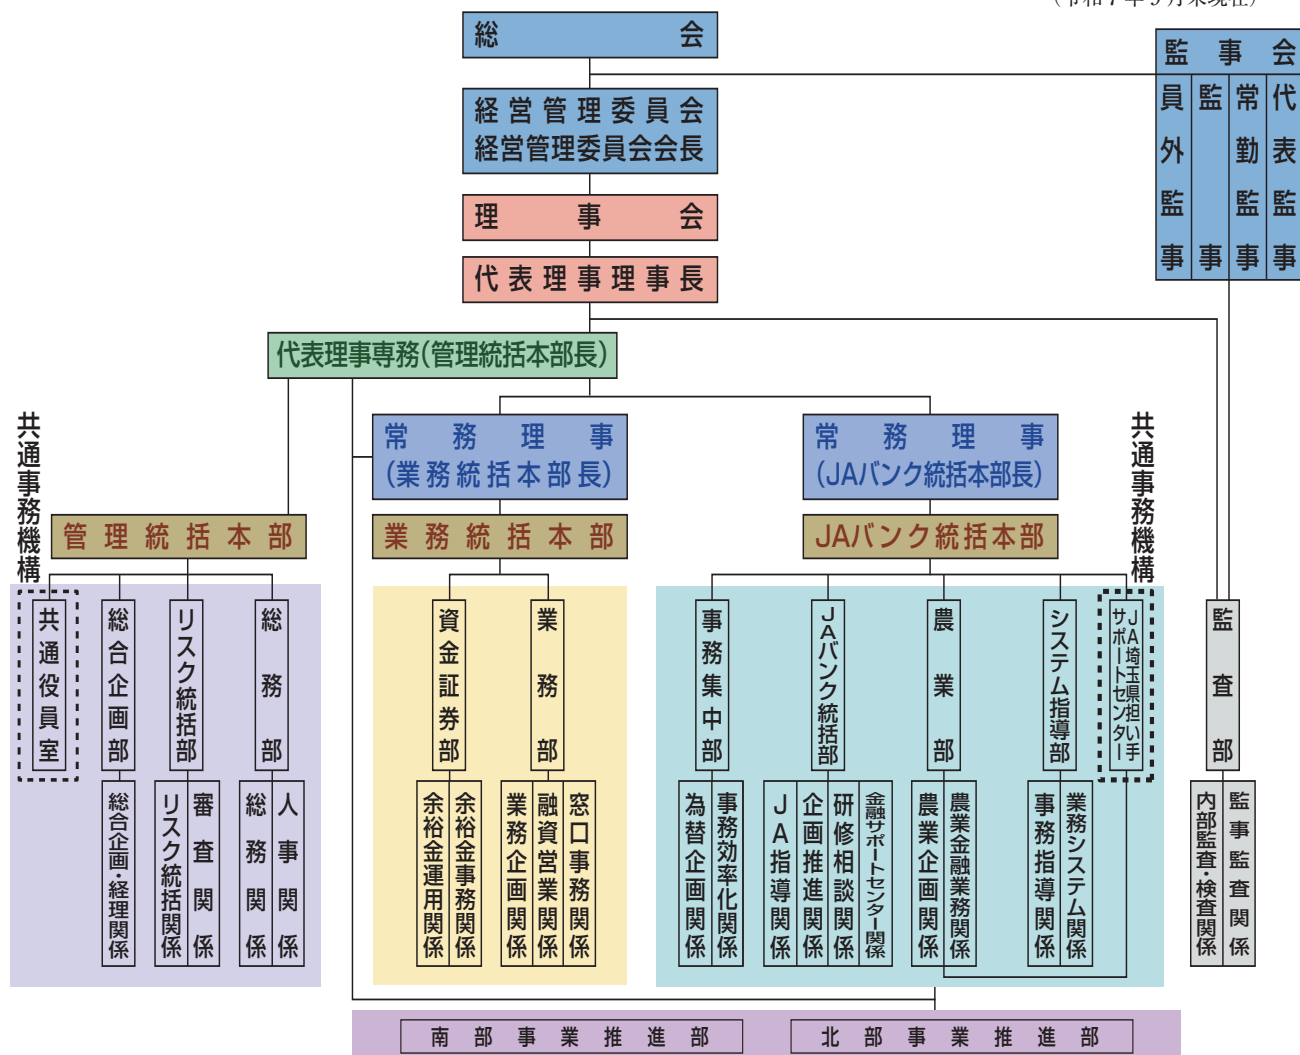 総会
経営管理委員会
経営管理委員会会長
理事会
代表理事理事長
監事会
代表監事
常勤監事
監事
員外監事
代表理事専務(管理統括本部長)
常務理事
(業務統括本部長)
常務理事
(JAバンク統括本部長)
共通事務機構
共通事務機構
管理統括本部
業務統括本部
JAバンク統括本部
共通役員室
総合企画部
リスク統括部
総務部
資金証券部
業務部
事務集中部
JAバンク統括部
農業部
システム指導部
JA埼玉県担い手
サポートセンター
監査部
総合企画・経理関係
リスク統括関係
審査関係
総務関係
人事関係
余裕金運用関係
余裕金事務関係
業務企画関係
融資営業関係
窓口事務関係
為替企画関係
事務効率化関係
JA指導関係
企画推進関係
研修相談関係
金融サポートセンター関係
農業企画関係
農業金融業務関係
事務指導関係
業務システム関係
内部監査・検査関係
監事監査関係
南部事業推進部
北部事業推進部